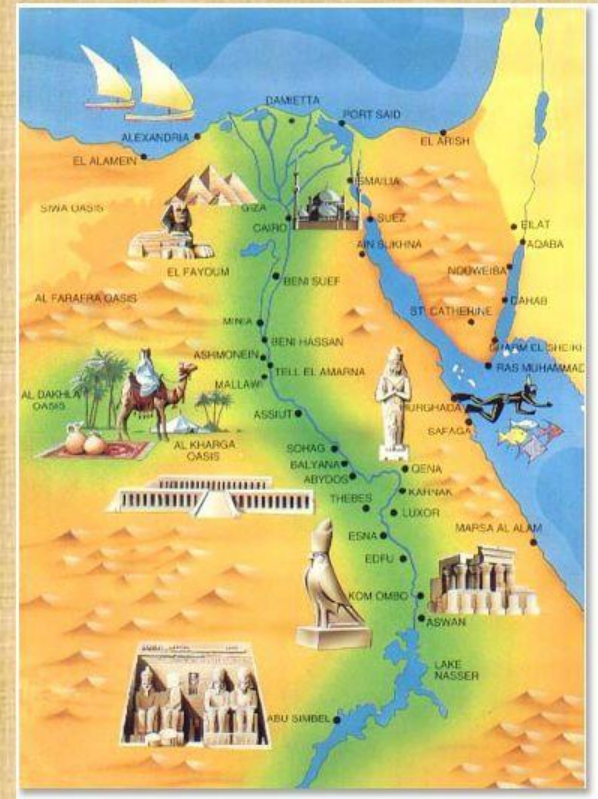 DAMIETTA
PORT SAID
ALEXANDRIA
EL ARISH
EL ALAMEIN
ISMAILIA
SIWA OASIS
GIZA
CAIRO
SUEZ
EILAT
AIN SUKHNA
AQABA
EL FAYOUM
NOUWEIBA
BENI SUEF
AL FARAFRA OASIS
DAHAB
ST. CATHERINE
MINIA
BENI HASSAN
SHARM EL SHEIKH
ASHMONEIN
TELL EL AMARNA
RAS MUHAMMAD
MALLAWI
AL DAKHLA
OASIS
ASSIUT
HURGHADA
SAFAGA
AL KHARGA
OASIS
SOHAG
BALYANA
QENA
ABYDOS
KARNAK
THEBES
LUXOR
MARSA AL ALAM
ESNA
EDFU
KOM OMBO
ASWAN
LAKE
NASSER
ABU SIMBEL